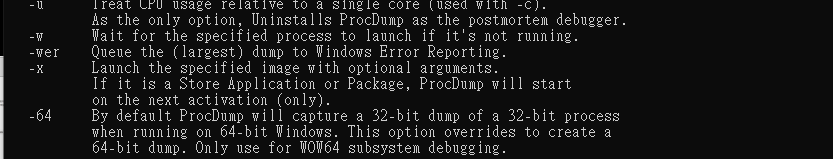 -u Treat CPU usage relative to a single core (used with -c).
As the only option, Uninstalls ProcDump as the postmortem debugger.
-w Wait for the specified process to launch if it's not running.
-wer Queue the (largest) dump to Windows Error Reporting.
-x Launch the specified image with optional arguments.
If it is a Store Application or Package, ProcDump will start
on the next activation (only).
-64 By default ProcDump will capture a 32-bit dump of a 32-bit process
when running on 64-bit Windows. This option overrides to create a
64-bit dump. Only use for WOW64 subsystem debugging.